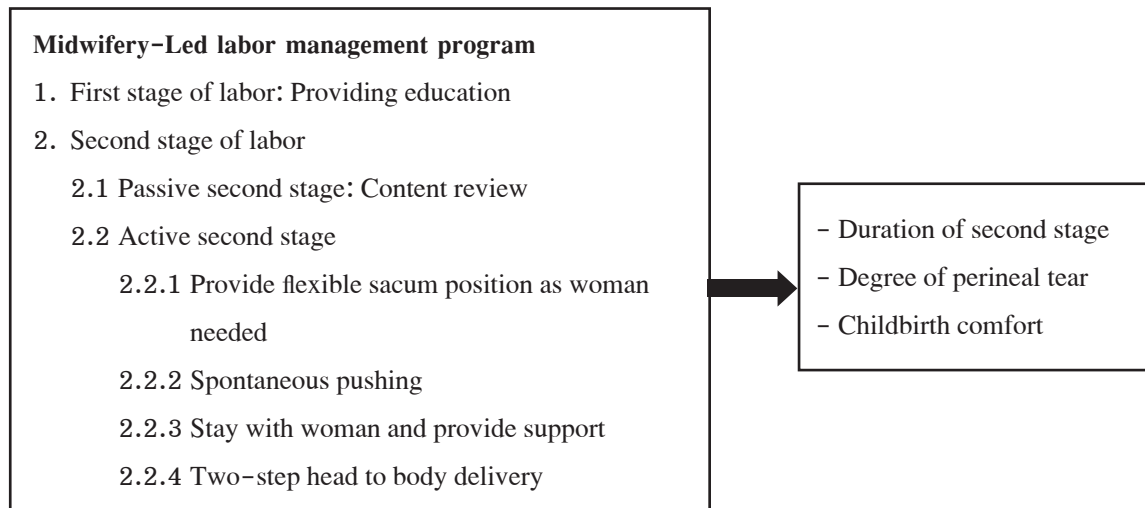 Midwifery-Led labor management program
1. First stage of labor: Providing education
2. Second stage of labor
2.1 Passive second stage: Content review
2.2 Active second stage
2.2.1 Provide flexible sacum position as woman
needed
2.2.2 Spontaneous pushing
2.2.3 Stay with woman and provide support
2.2.4 Two-step head to body delivery
- Duration of second stage
- Degree of perineal tear
- Childbirth comfort